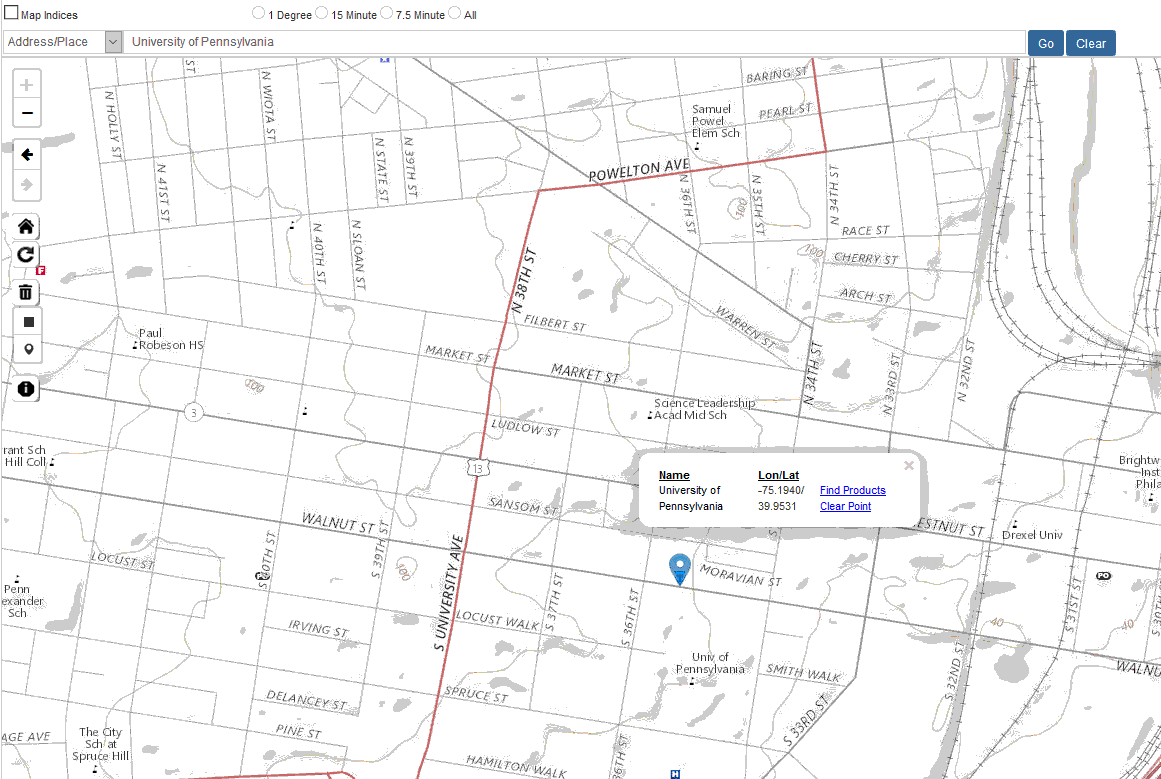 Map Indices
1 Degree
15 Minute
7.5 Minute
All
Address/Place
University of Pennsylvania
Go
Clear
BARING ST
PEARL ST
Samuel
Powel
Elem Sch
N HOLLY ST
N WIOTA ST
N STATE ST
N 39TH ST
N 41ST ST
POWELTON AVE
N 36TH ST
N 35TH ST
N 34TH ST
100
RACE ST
N 40TH ST
N SLOAN ST
100
CHERRY ST
F
N 38TH ST
ARCH ST
FILBERT ST
WARREN ST
Paul
Robeson HS
MARKET ST
MARKET ST
N 34TH ST
N 33RD ST
N 32ND ST
100
3
Science Leadership
Acad Mid Sch
LUDLOW ST
rant Sch
Hill Coll
13
Name
Lon/Lat
University of
Pennsylvania
-75.1940/
39.9531
Find Products
Clear Point
Brightw
Inst
Phila
SANSOM ST
WALNUT ST
ESTNUT ST
Drexel Univ
LOCUST ST
S 40TH ST
S 39TH ST
100
S UNIVERSITY AVE
MORAVIAN ST
PO
PO
Penn
exander
Sch
S 37TH ST
S 36TH ST
S 31ST ST
S 30TH ST
LOCUST WALK
IRVING ST
40
40
Univ of
Pennsylvania
SMITH WALK
S 32ND ST
WALNU
DELANCEY ST
SPRUCE ST
S 33RD ST
AGE AVE
The City
Sch at
Spruce Hill
PINE ST
HAMILTON WALK
36TH ST
H